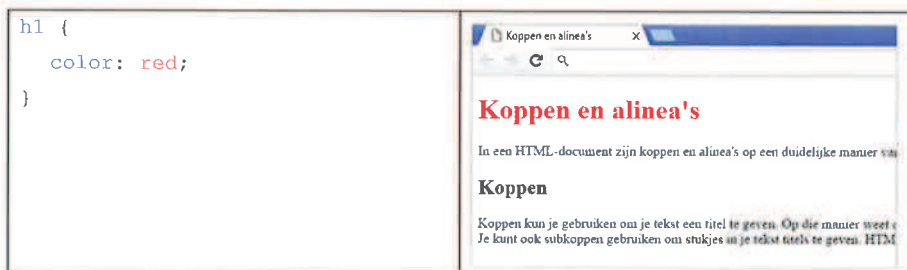 h1 {
color: red;
}
Koppen en alinea's x
Koppen en alinea's
In een HTML-document zijn koppen en alinea's op een duidelijke manier
Koppen
Koppen kun je gebruiken om je tekst een titel te geven. Op die manier weet
Je kunt ook subkoppen gebruiken om stukjes in je tekst titels te geven. HTM